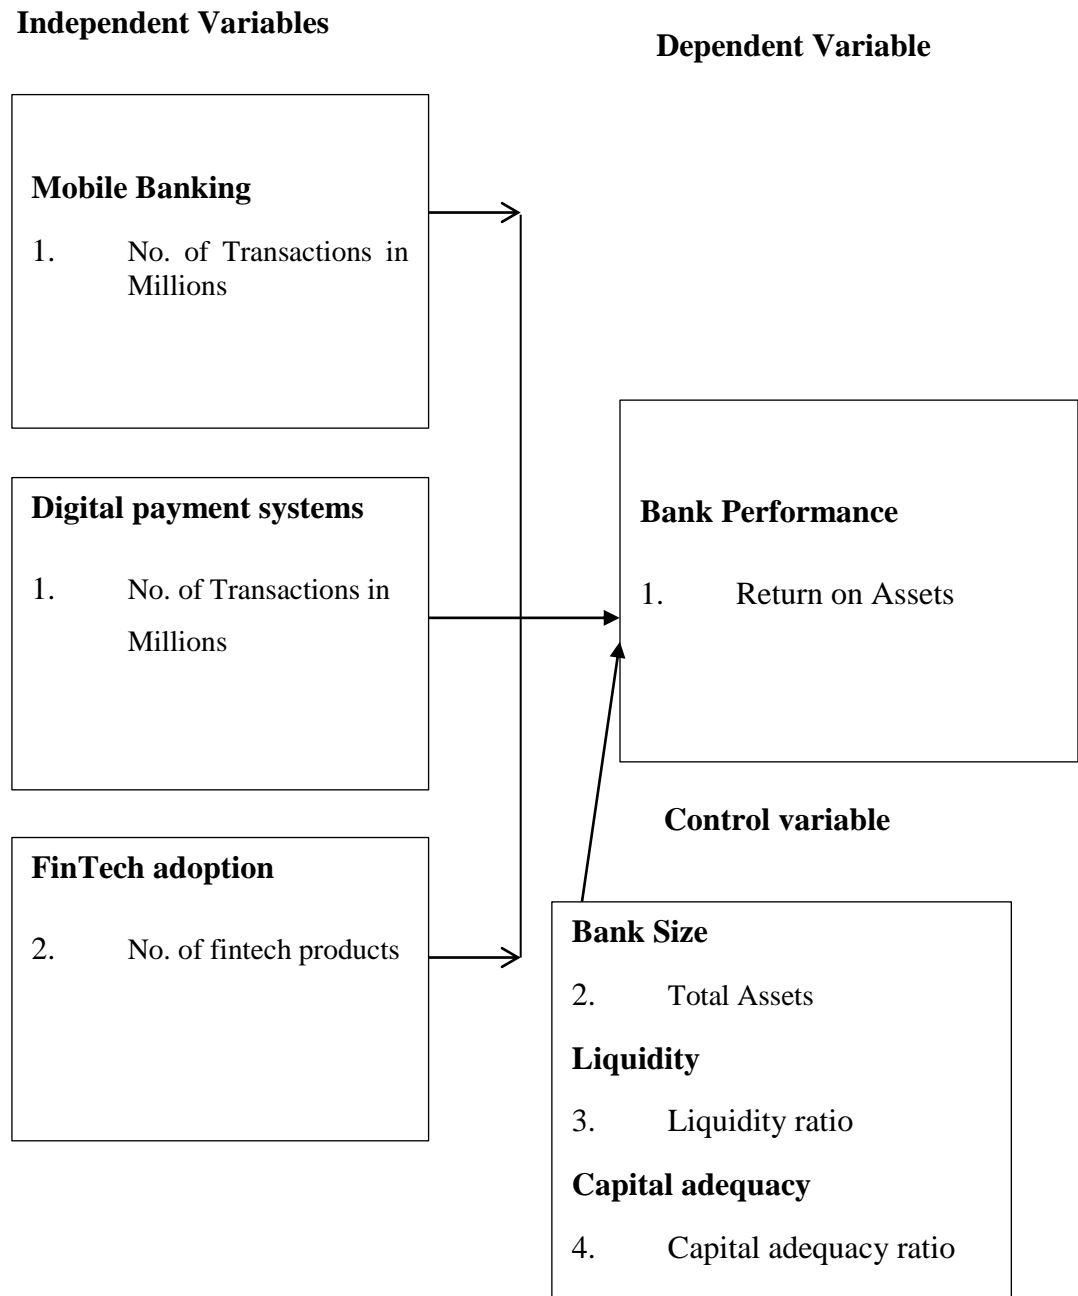 Independent Variables
Dependent Variable
Mobile Banking
1. No. of Transactions in
Millions
Digital payment systems
1. No. of Transactions in
Millions
FinTech adoption
2. No. of fintech products
Bank Performance
1. Return on Assets
Control variable
Bank Size
2. Total Assets
Liquidity
3. Liquidity ratio
Capital adequacy
4. Capital adequacy ratio